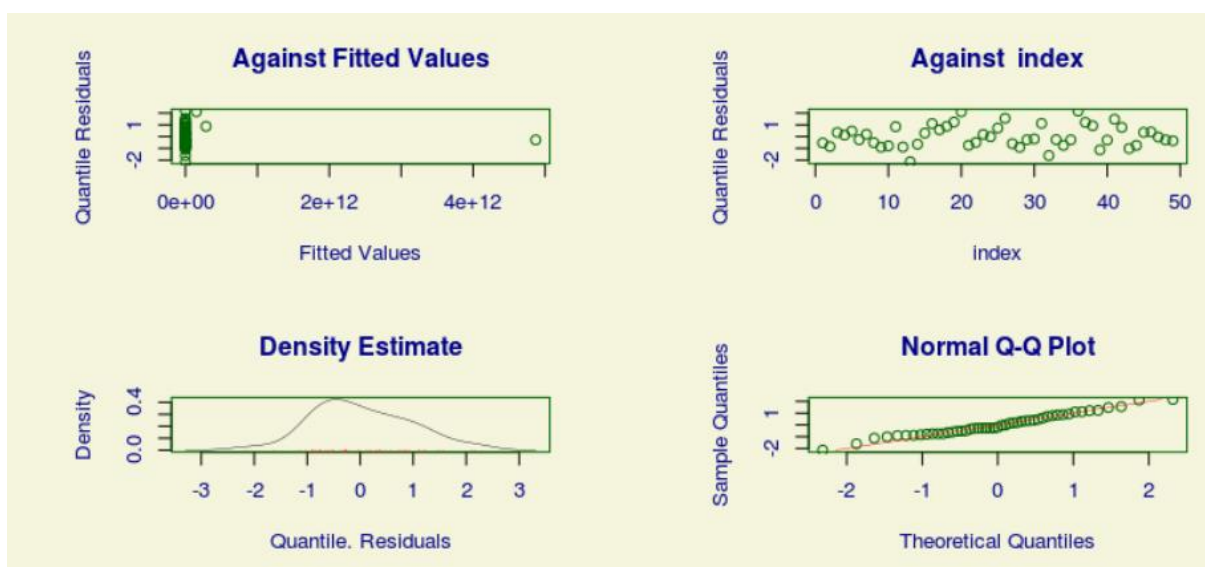 Against Fitted Values
Quantile Residuals
-2 1
0e+00 2e+12 4e+12
Fitted Values
Against index
Quantile Residuals
-2 1
0 10 20 30 40 50
index
Density Estimate
Density
0.0 0.4
-3 -2 -1 0 1 2 3
Quantile. Residuals
Normal Q-Q Plot
Sample Quantiles
-2 1
-2 -1 0 1 2
Theoretical Quantiles